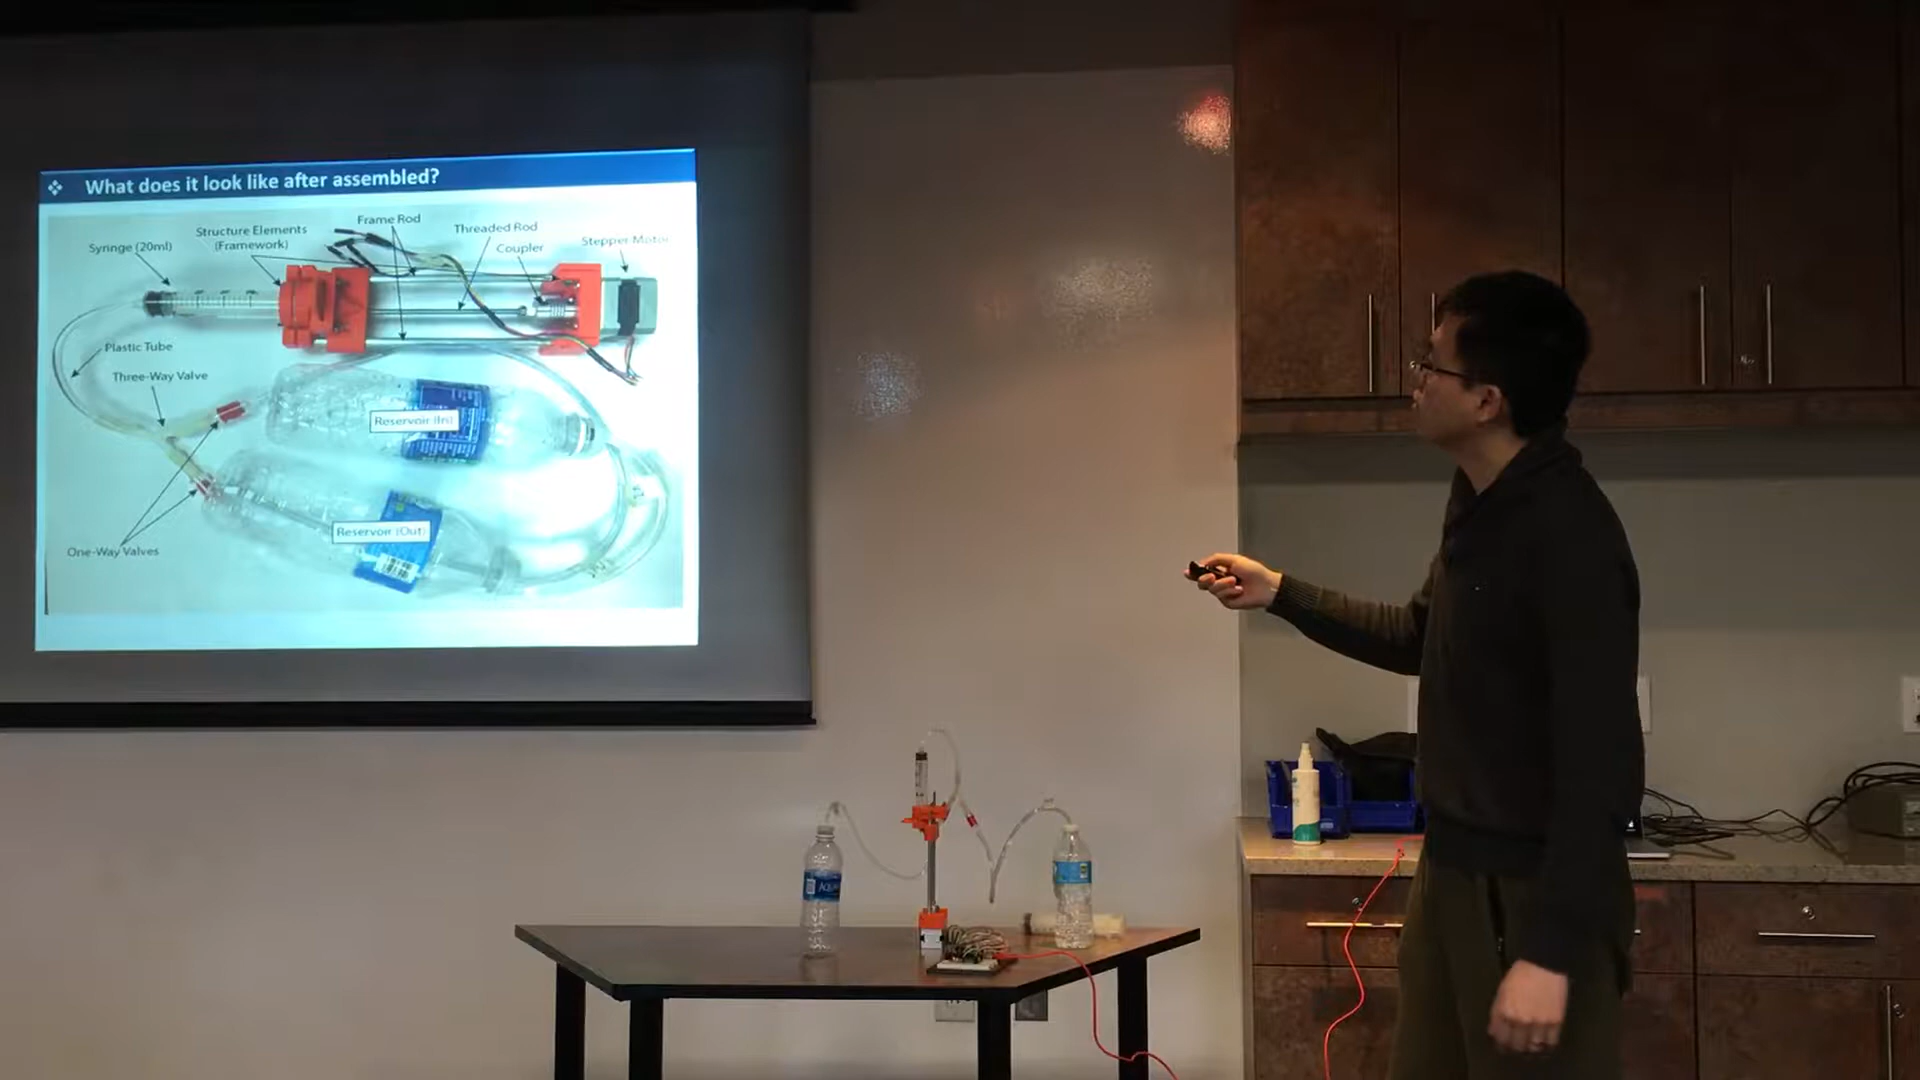 ❖ What does it look like after assembled?
Frame Rod
Structure Elements
(Framework)
Threaded Rod
Syringe (20ml)
Coupler
Stepper Motor
Plastic Tube
Three-Way Valve
Reservoir (In)
Reservoir (Out)
One-Way Valves